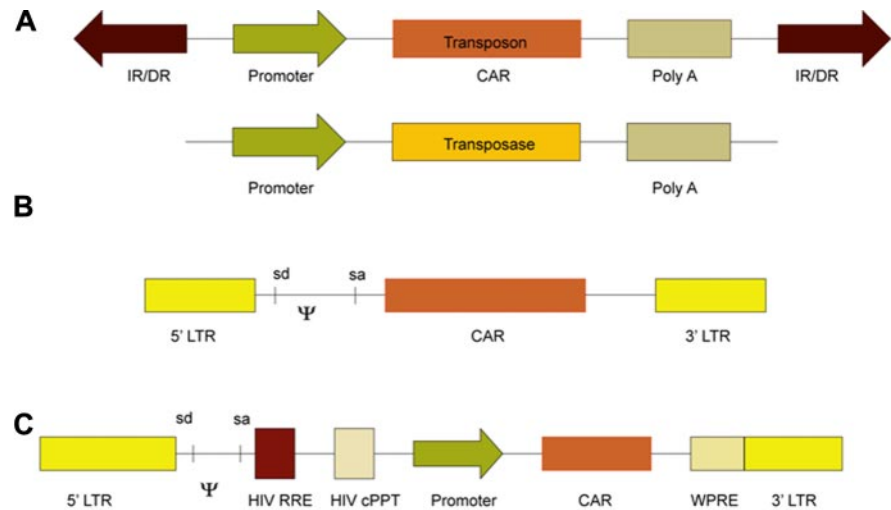 A
Transposon
IR/DR Promoter CAR Poly A IR/DR
Transposase
Promoter Poly A
B
sd sa
Ψ
5' LTR CAR 3' LTR
C
sd sa
Ψ
5' LTR HIV RRE HIV cPPT Promoter CAR WPRE 3' LTR